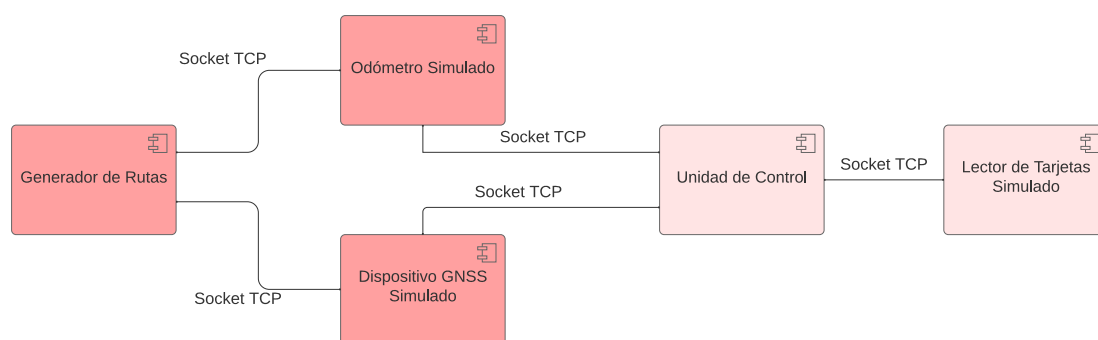 Socket TCP
Odómetro Simulado
Socket TCP
Generador de Rutas
Socket TCP
Unidad de Control
Socket TCP
Lector de Tarjetas
Simulado
Socket TCP
Dispositivo GNSS
Simulado